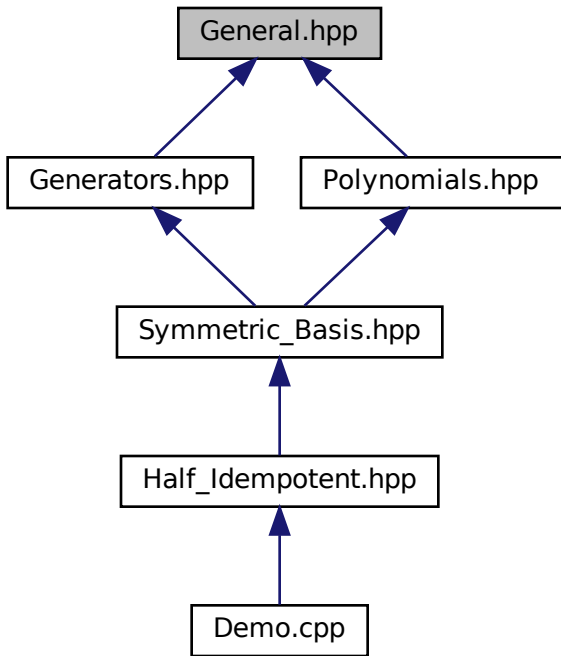 General.hpp
Generators.hpp
Polynomials.hpp
Symmetric_Basis.hpp
Half_Idempotent.hpp
Demo.cpp